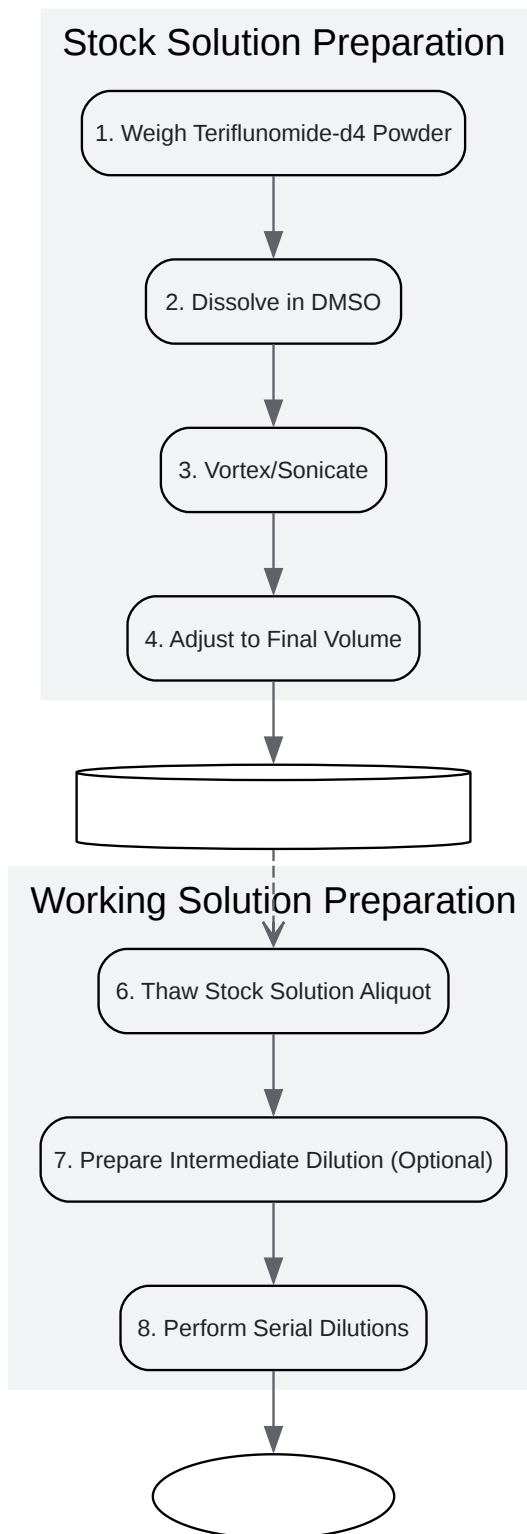 Stock Solution Preparation
1. Weigh Teriflunomide-d4 Powder
2. Dissolve in DMSO
3. Vortex/Sonicate
4. Adjust to Final Volume
Working Solution Preparation
6. Thaw Stock Solution Aliquot
7. Prepare Intermediate Dilution (Optional)
8. Perform Serial Dilutions